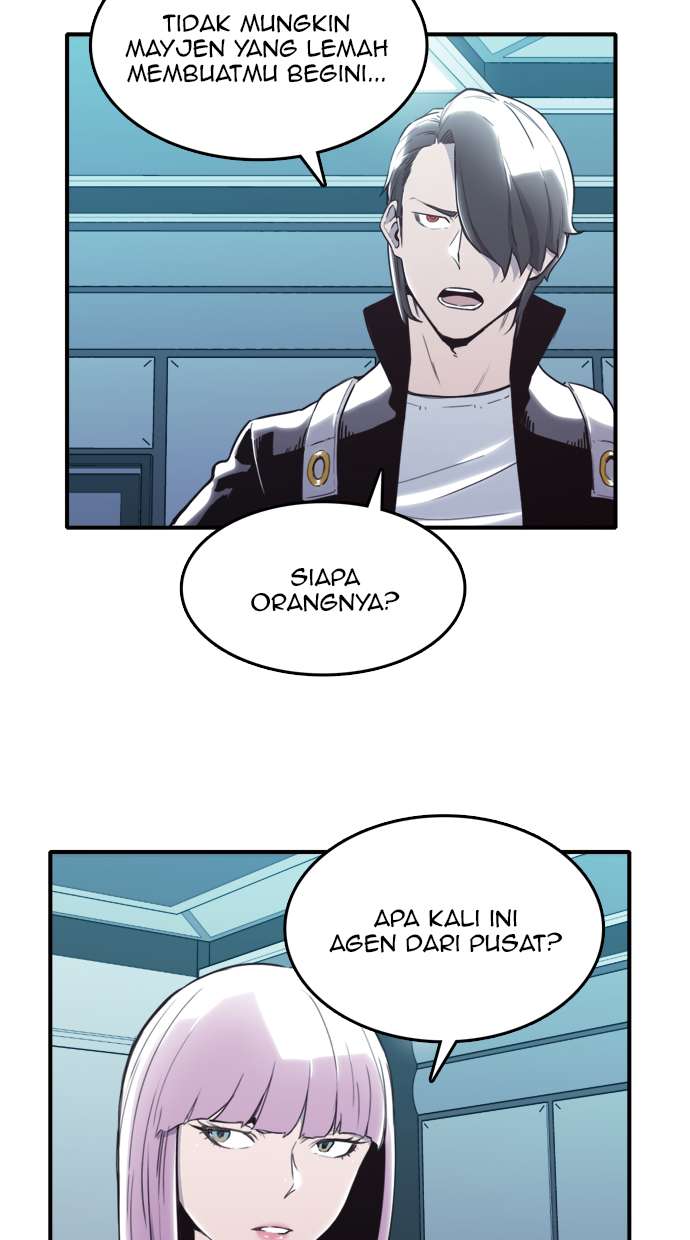 TIDAK MUNGKIN
MAYJEN YANG LEMAH
MEMBUATMU BEGINI...
SIAPA
ORANGNYA?
APA KALI INI
AGEN DARI PUSAT?